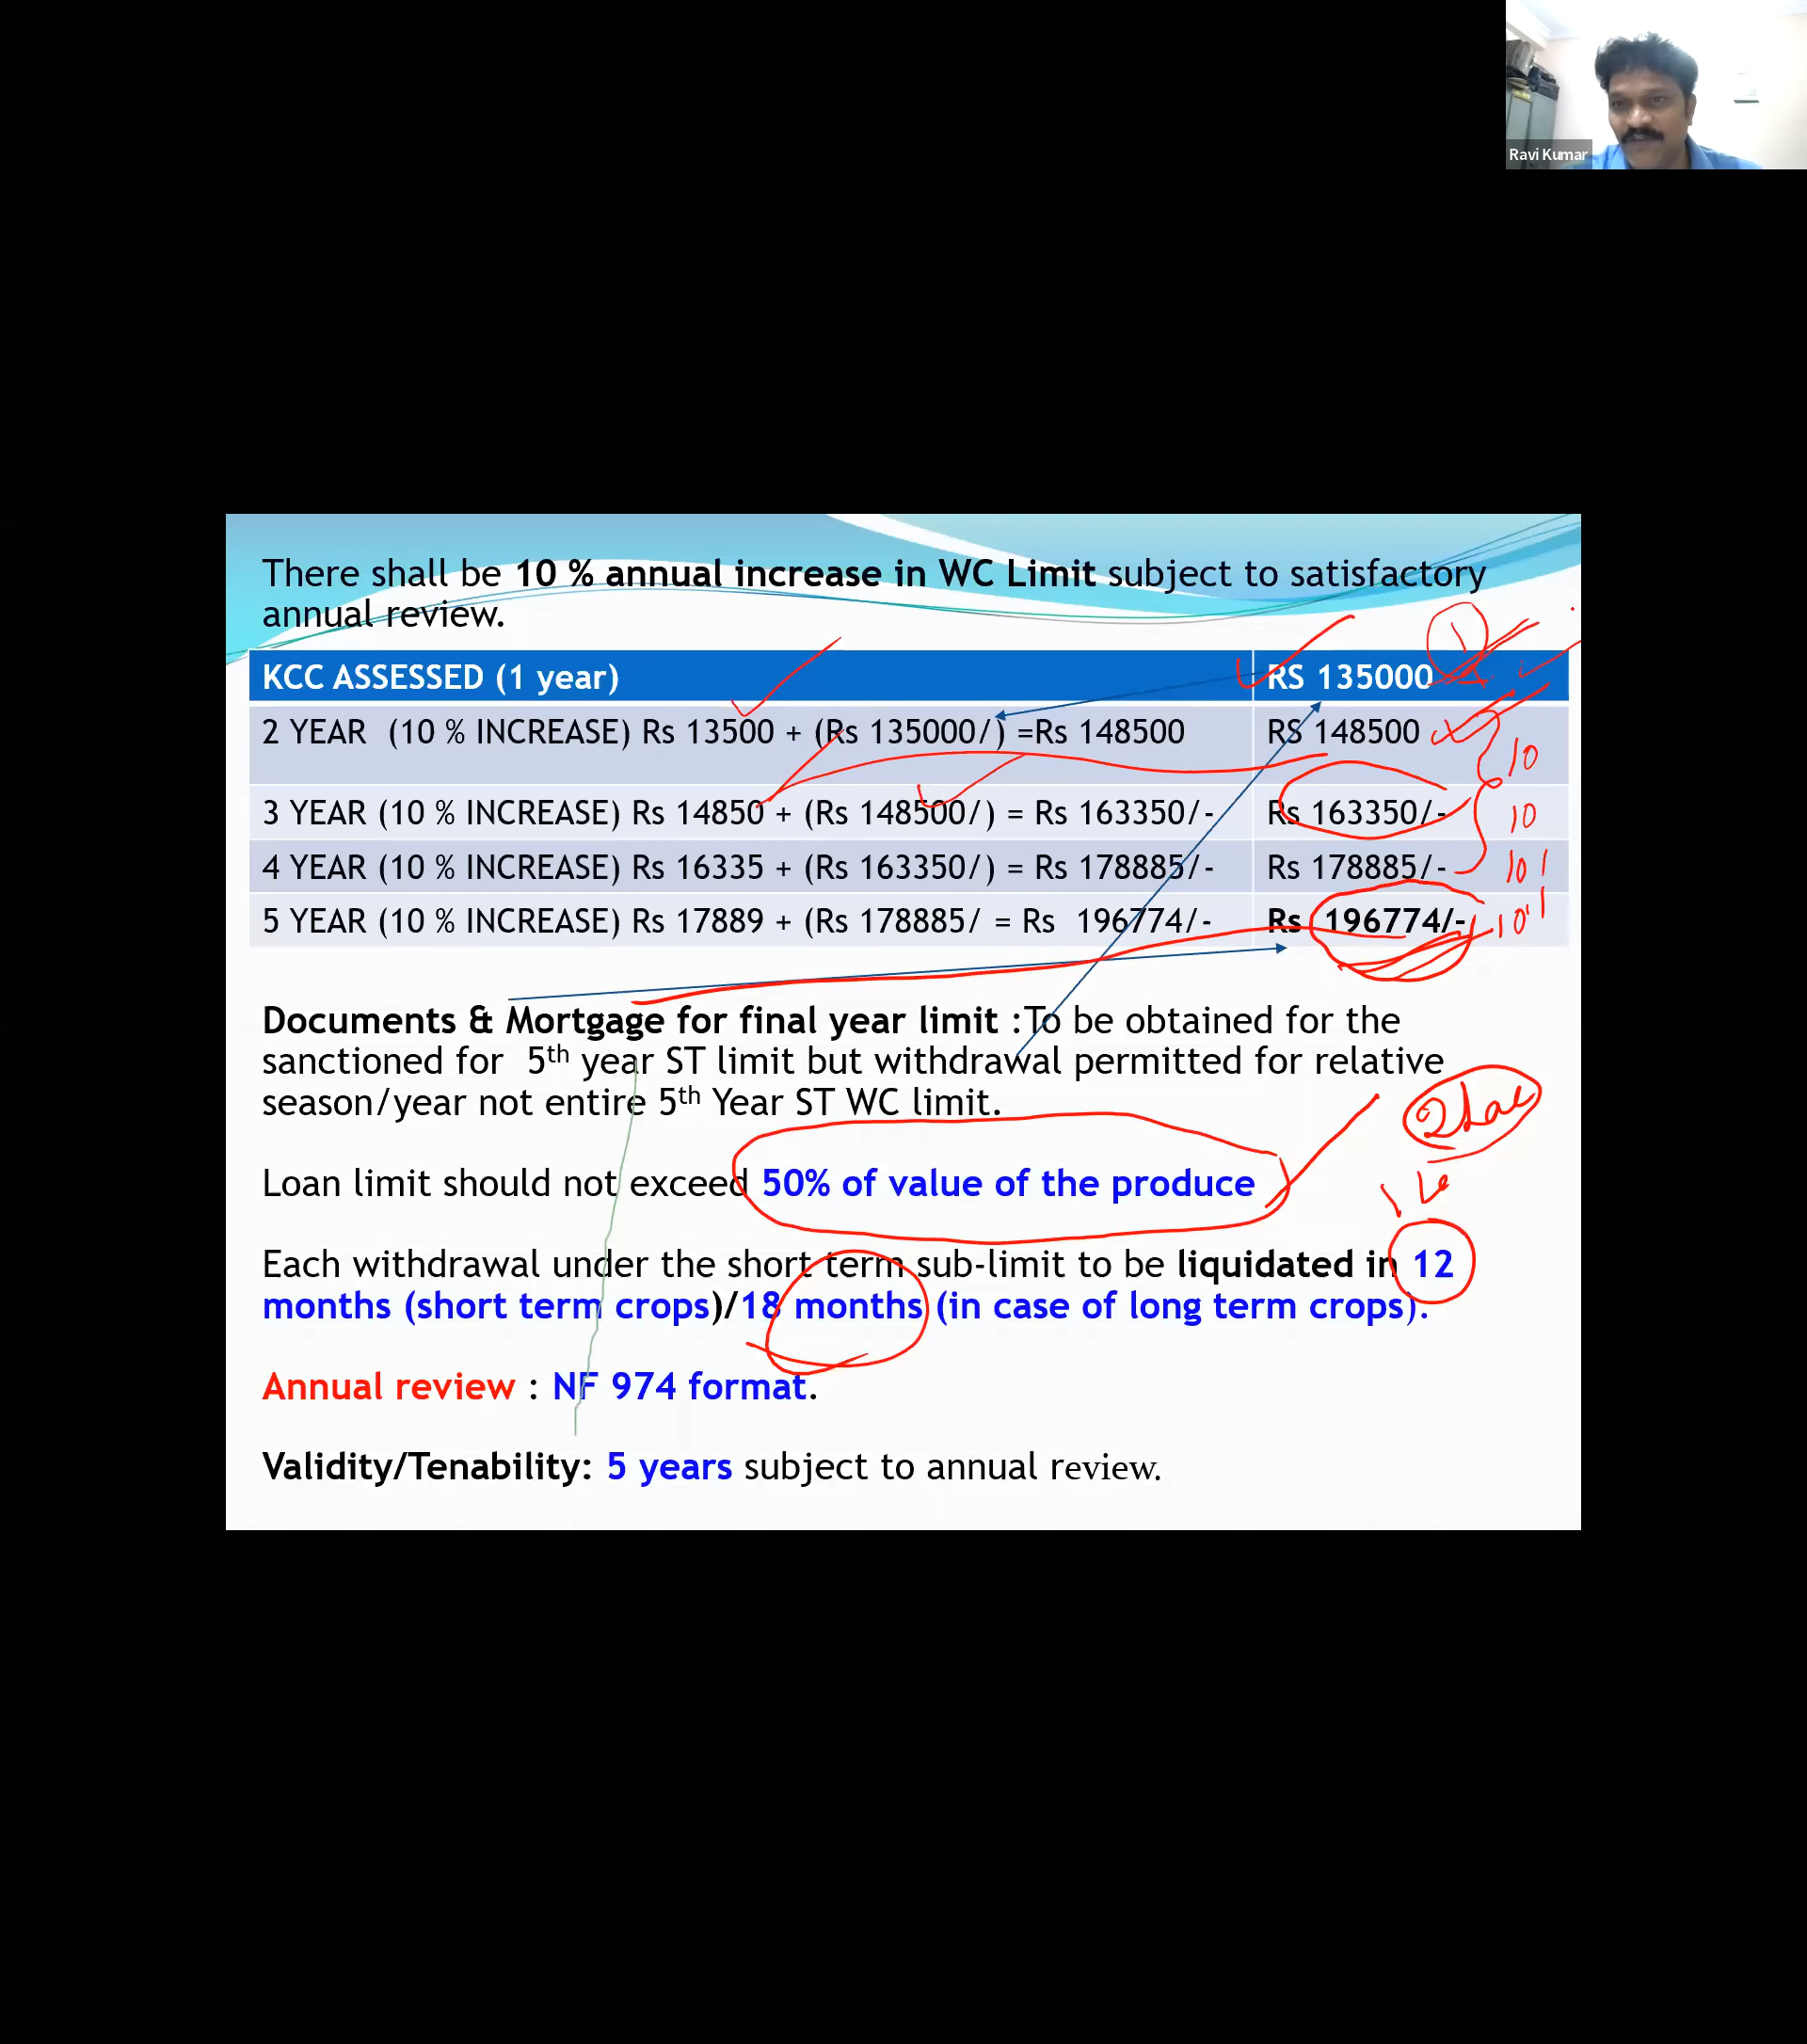 Ravi Kumar
There shall be 10 % annual increase in WC Limit subject to satisfactory
annual review.
KCC ASSESSED (1 year) RS 135000
2 YEAR (10 % INCREASE) Rs 13500 + (Rs 135000/) =Rs 148500 RS 148500
10
3 YEAR (10 % INCREASE) Rs 14850 + (Rs 148500/) = Rs 163350/- Rs 163350/-
10
4 YEAR (10 % INCREASE) Rs 16335 + (Rs 163350/) = Rs 178885/- Rs 178885/-
10
5 YEAR (10 % INCREASE) Rs 17889 + (Rs 178885/ = Rs 196774/- Rs 196774/-
10
Documents & Mortgage for final year limit :To be obtained for the
sanctioned for 5th year ST limit but withdrawal permitted for relative
season/year not entire 5th Year ST WC limit.
2 Lac
Loan limit should not exceed 50% of value of the produce
Each withdrawal under the short term sub-limit to be liquidated in 12
months (short term crops)/18 months (in case of long term crops).
Annual review : NF 974 format.
Validity/Tenability: 5 years subject to annual review.